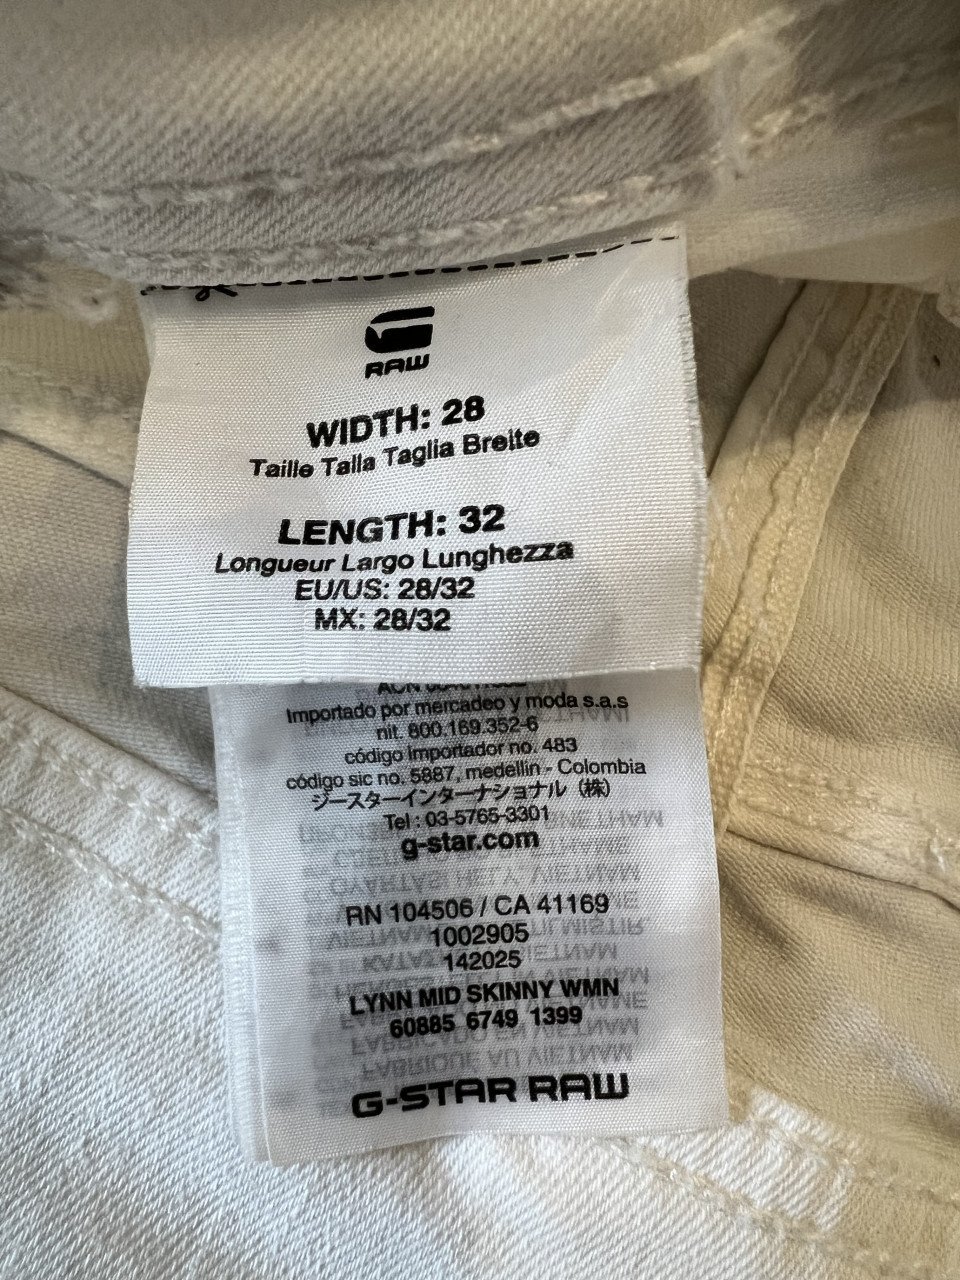 RAW
WIDTH: 28
Taille Talla Taglia Breite
LENGTH: 32
Longueur Largo Lunghezza
EU/US: 28/32
MX: 28/32
Importado por mercadeo y moda s.a.s
nit. 800.169.352-6
código importador no. 483
código sic no. 5887, medellin - Colombia
ジースターインターナショナル（株）
Tel : 03-5765-3301
g-star.com
RN 104506 / CA 41169
1002905
142025
LYNN MID SKINNY WMN
60885 6749 1399
G-STAR RAW